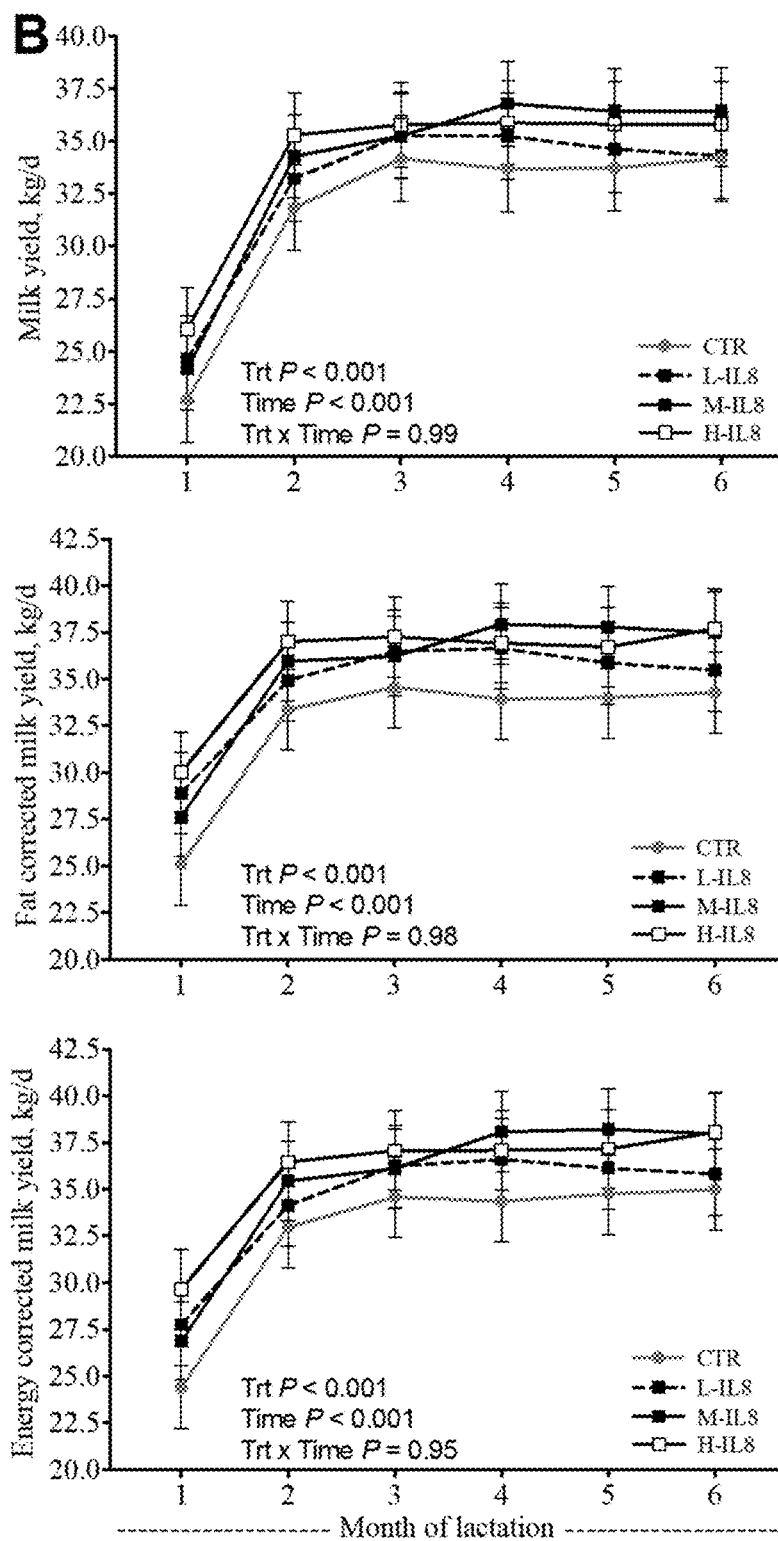 B
Milk yield, kg/d
40.0
37.5
35.0
32.5
30.0
27.5
25.0
22.5
20.0
Trt P < 0.001
Time P < 0.001
Trt x Time P = 0.99
CTR
L-IL8
M-IL8
H-IL8
1 2 3 4 5 6
Fat corrected milk yield, kg/d
42.5
40.0
37.5
35.0
32.5
30.0
27.5
25.0
22.5
20.0
Trt P < 0.001
Time P < 0.001
Trt x Time P = 0.98
CTR
L-IL8
M-IL8
H-IL8
1 2 3 4 5 6
Energy corrected milk yield, kg/d
42.5
40.0
37.5
35.0
32.5
30.0
27.5
25.0
22.5
20.0
Trt P < 0.001
Time P < 0.001
Trt x Time P = 0.95
CTR
L-IL8
M-IL8
H-IL8
1 2 3 4 5 6
Month of lactation